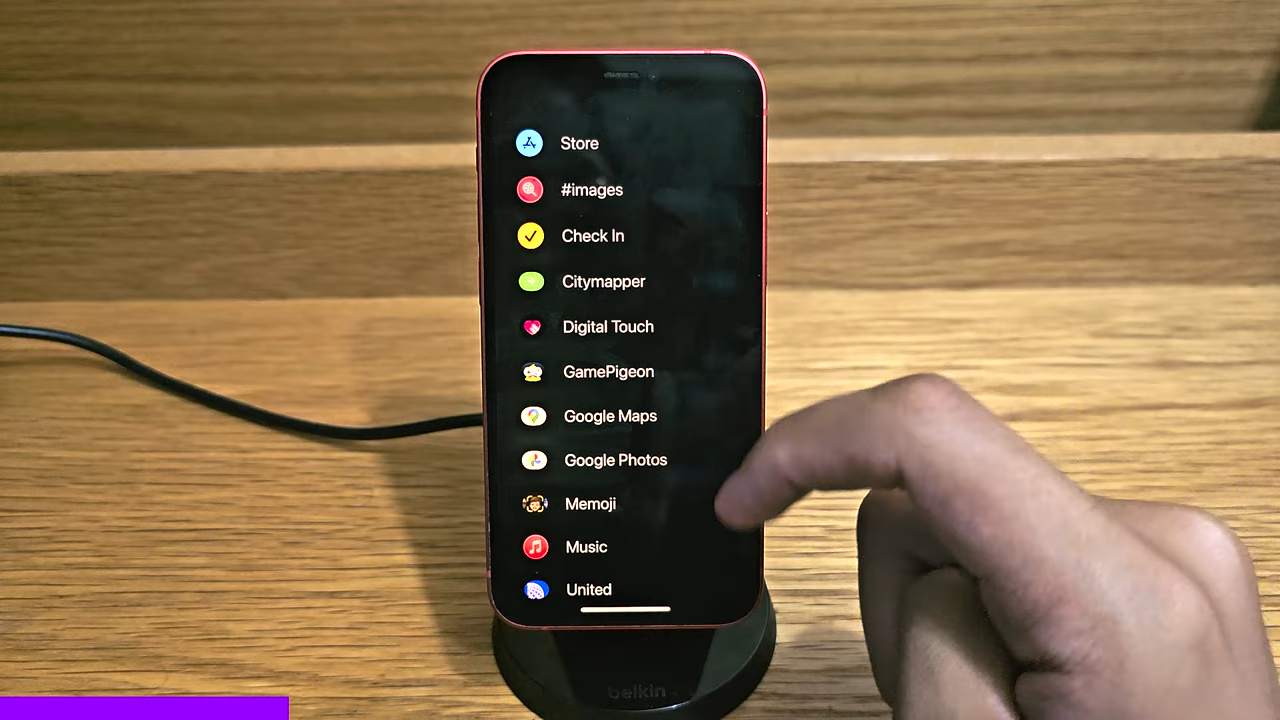 Store
#images
Check In
Citymapper
Digital Touch
GamePigeon
Google Maps
Google Photos
Memoji
Music
United
belkin